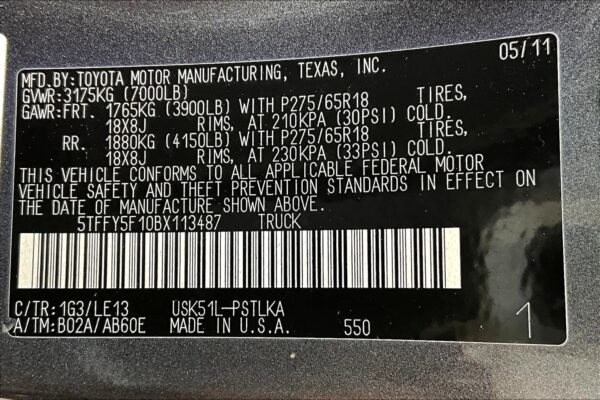 05/11
MFD.BY:TOYOTA MOTOR MANUFACTURING, TEXAS, INC.
GVWR:3175KG (7000LB)
GAWR:FRT. 1765KG (3900LB) WITH P275/65R18 TIRES,
18X8J RIMS, AT 210KPA (30PSI) COLD.
RR. 1880KG (4150LB) WITH P275/65R18 TIRES,
18X8J RIMS, AT 230KPA (33PSI) COLD.
THIS VEHICLE CONFORMS TO ALL APPLICABLE FEDERAL MOTOR
VEHICLE SAFETY AND THEFT PREVENTION STANDARDS IN EFFECT ON
THE DATE OF MANUFACTURE SHOWN ABOVE.
5TFFY5F10BX113487 TRUCK
C/TR:1G3/LE13 USK51L-PSTLKA
A/TM:B02A/AB60E MADE IN U.S.A. 550 1